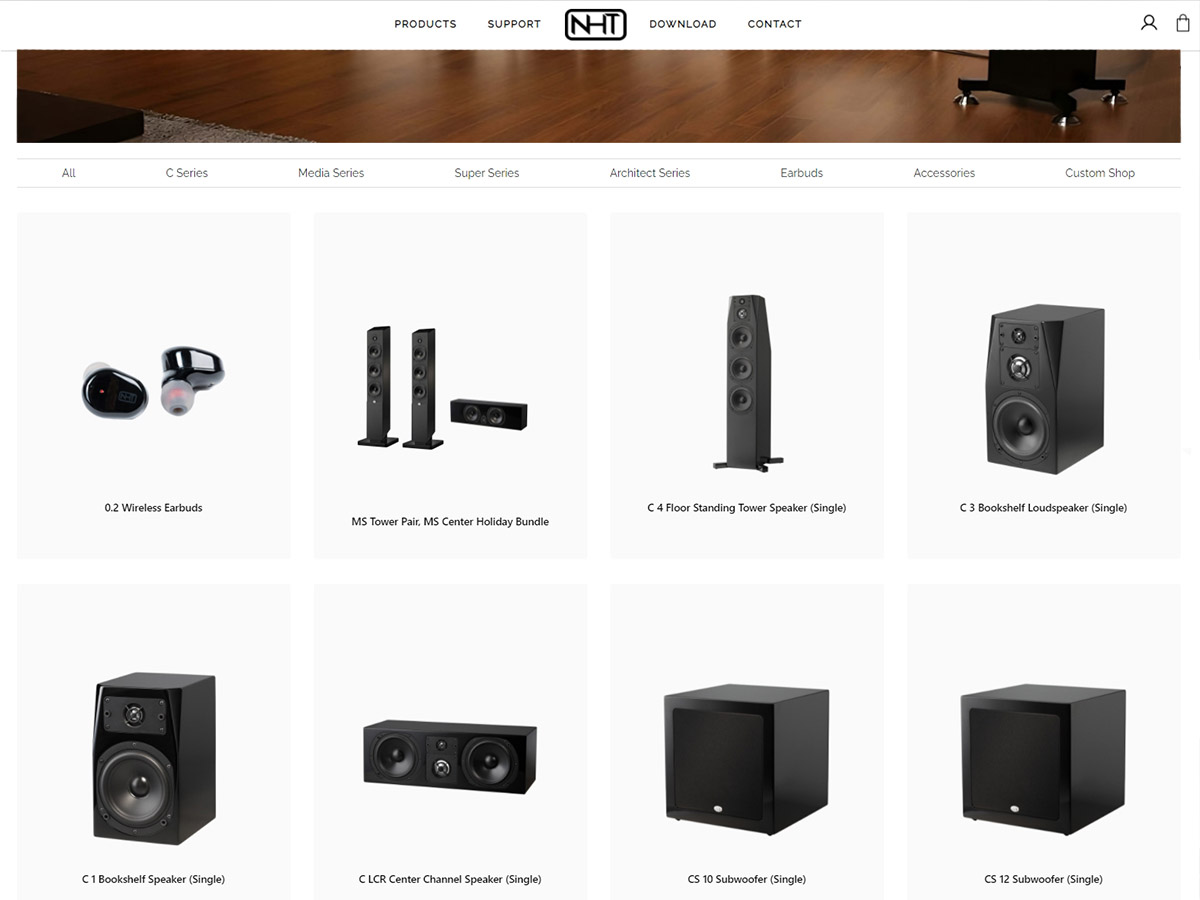 PRODUCTS SUPPORT NHT DOWNLOAD CONTACT
All C Series Media Series Super Series Architect Series Earbuds Accessories Custom Shop
NHT
0.2 Wireless Earbuds
MS Tower Pair, MS Center Holiday Bundle
C 4 Floor Standing Tower Speaker (Single)
C 3 Bookshelf Loudspeaker (Single)
C 1 Bookshelf Speaker (Single)
C LCR Center Channel Speaker (Single)
CS 10 Subwoofer (Single)
CS 12 Subwoofer (Single)